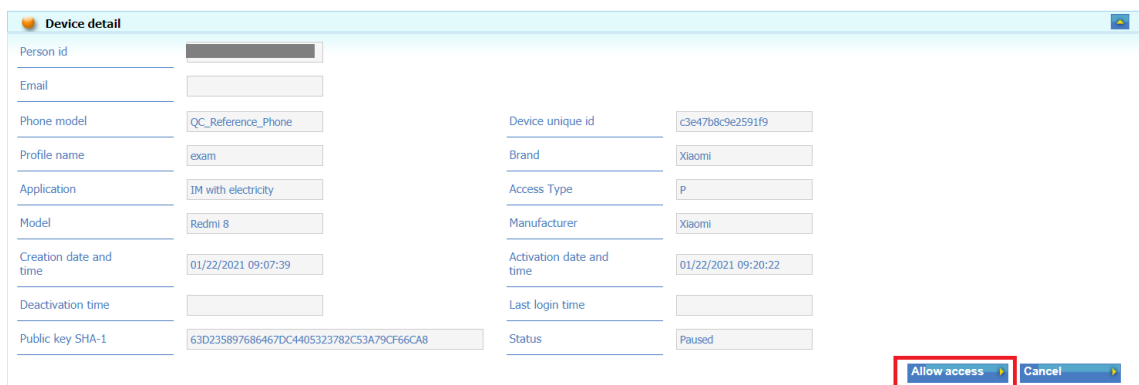 Device detail
Person id
Email
Phone model QC_Reference_Phone Device unique id c3e47b8c9e2591f9
Profile name exam Brand Xiaomi
Application IM with electricity Access Type P
Model Redmi 8 Manufacturer Xiaomi
Creation date and time 01/22/2021 09:07:39 Activation date and time 01/22/2021 09:20:22
Deactivation time Last login time
Public key SHA-1 63D235897686467DC4405323782C53A79CF66CA8 Status Paused
Allow access Cancel